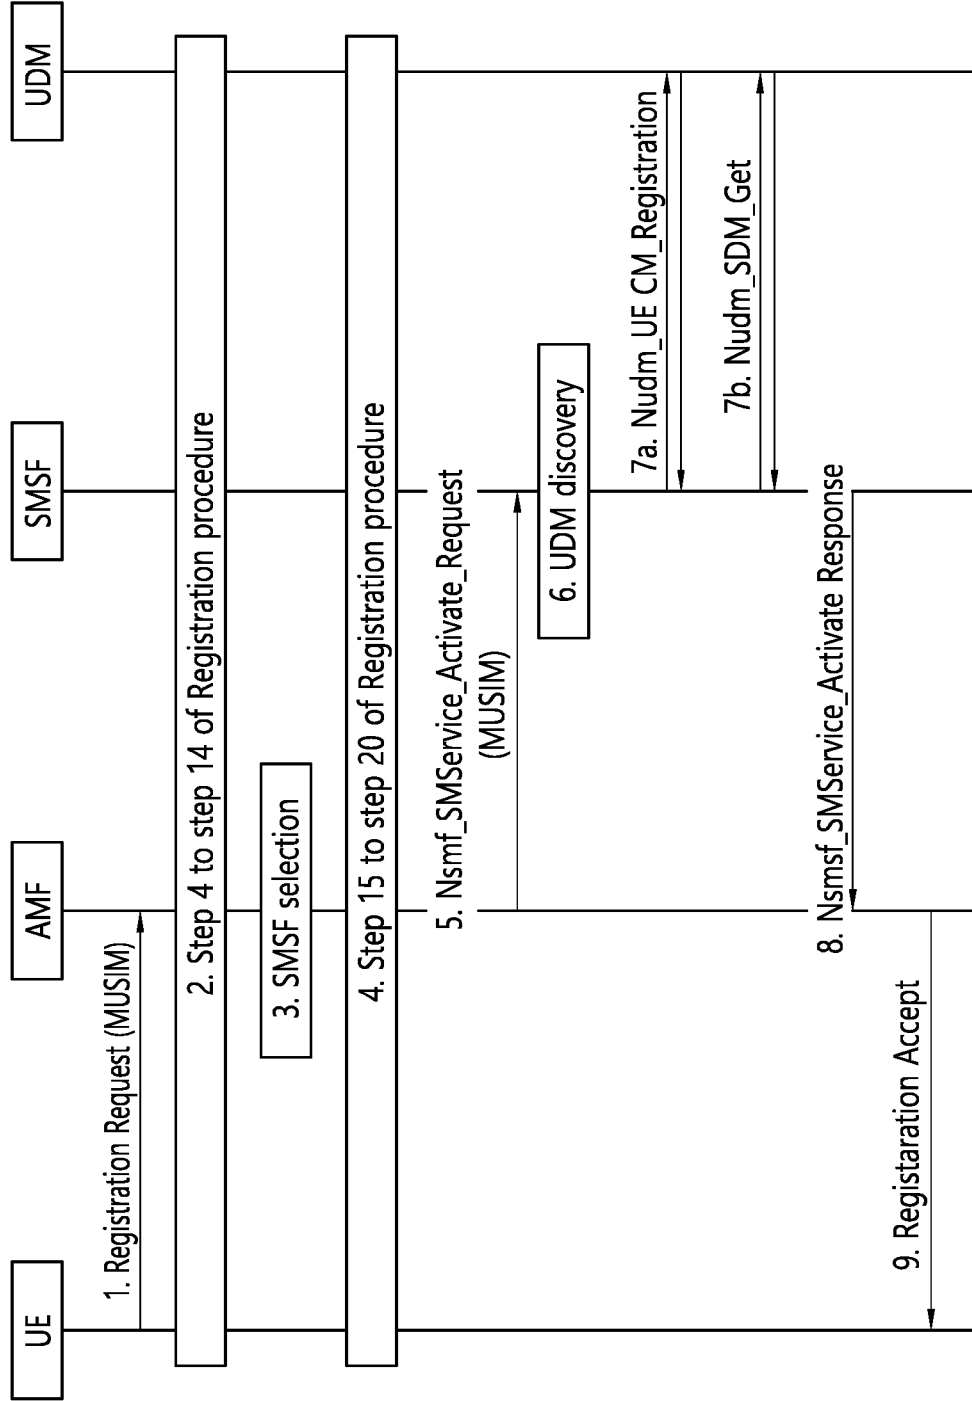 UE
AMF
SMSF
UDM
1. Registration Request (MUSIM)
2. Step 4 to step 14 of Registration procedure
3. SMSF selection
4. Step 15 to step 20 of Registration procedure
5. Nsmf_SMService_Activate_Request
(MUSIM)
6. UDM discovery
7a. Nudm_UE CM_Registration
7b. Nudm_SDM_Get
8. Nsmsf_SMService_Activate Response
9. Registaration Accept